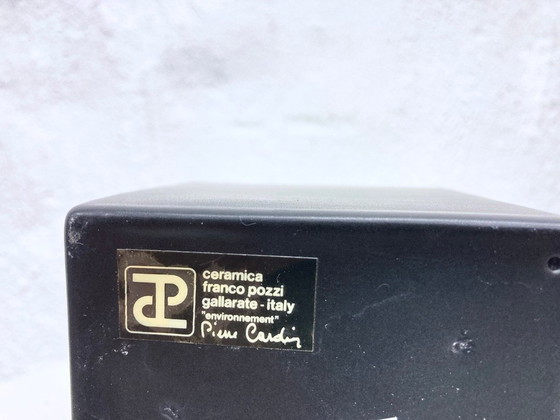 ceramica
franco pozzi
gallarate - italy
"environnement"
Pierre Cardin